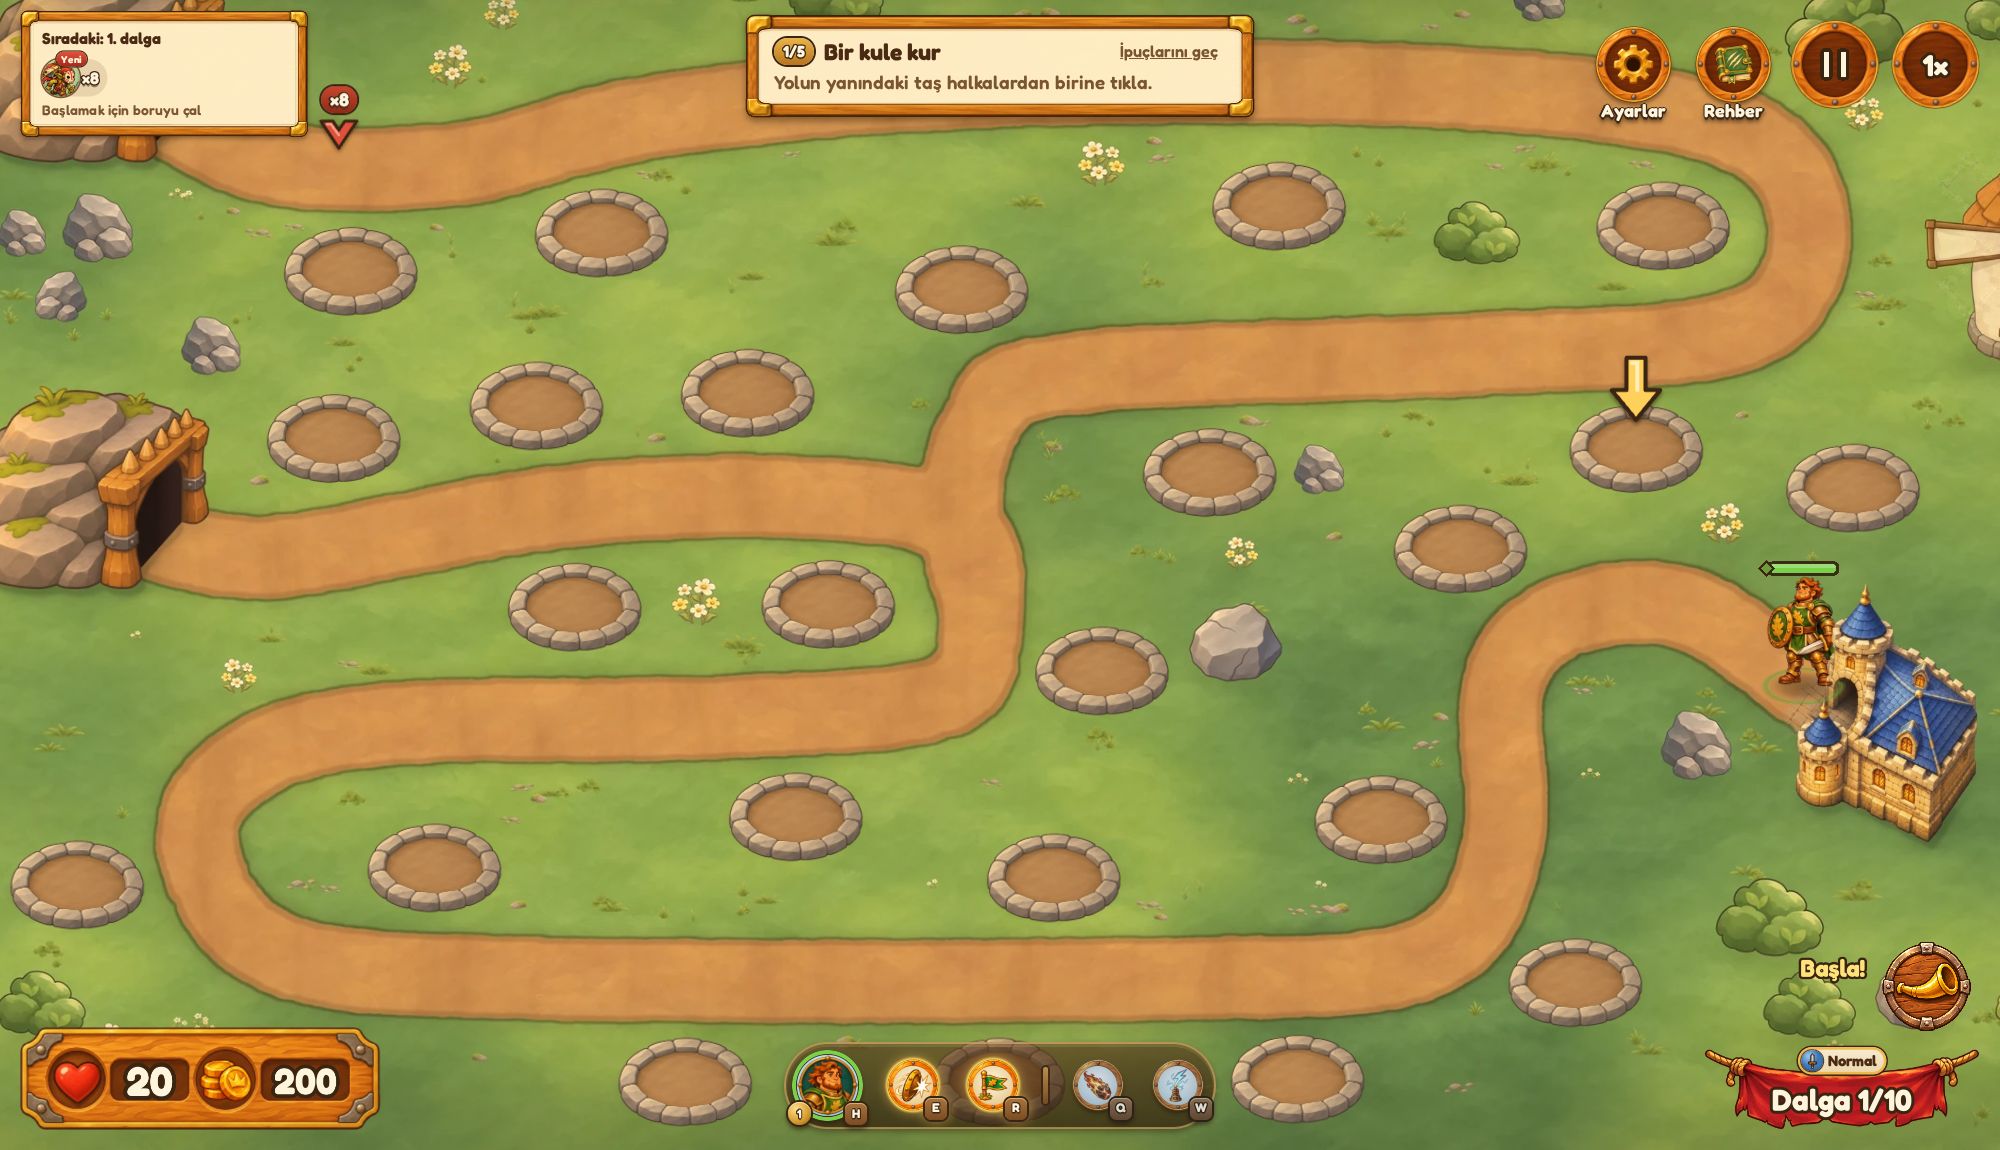 Sıradaki: 1. dalga
Yeni
x8
Başlamak için boruyu çal
x8
1/5 Bir kule kur İpuçlarını geç
Yolun yanındaki taş halkalardan birine tıkla.
Ayarlar
Rehber
1x
Başla!
20
200
1
H
E
R
Q
W
Normal
Dalga 1/10